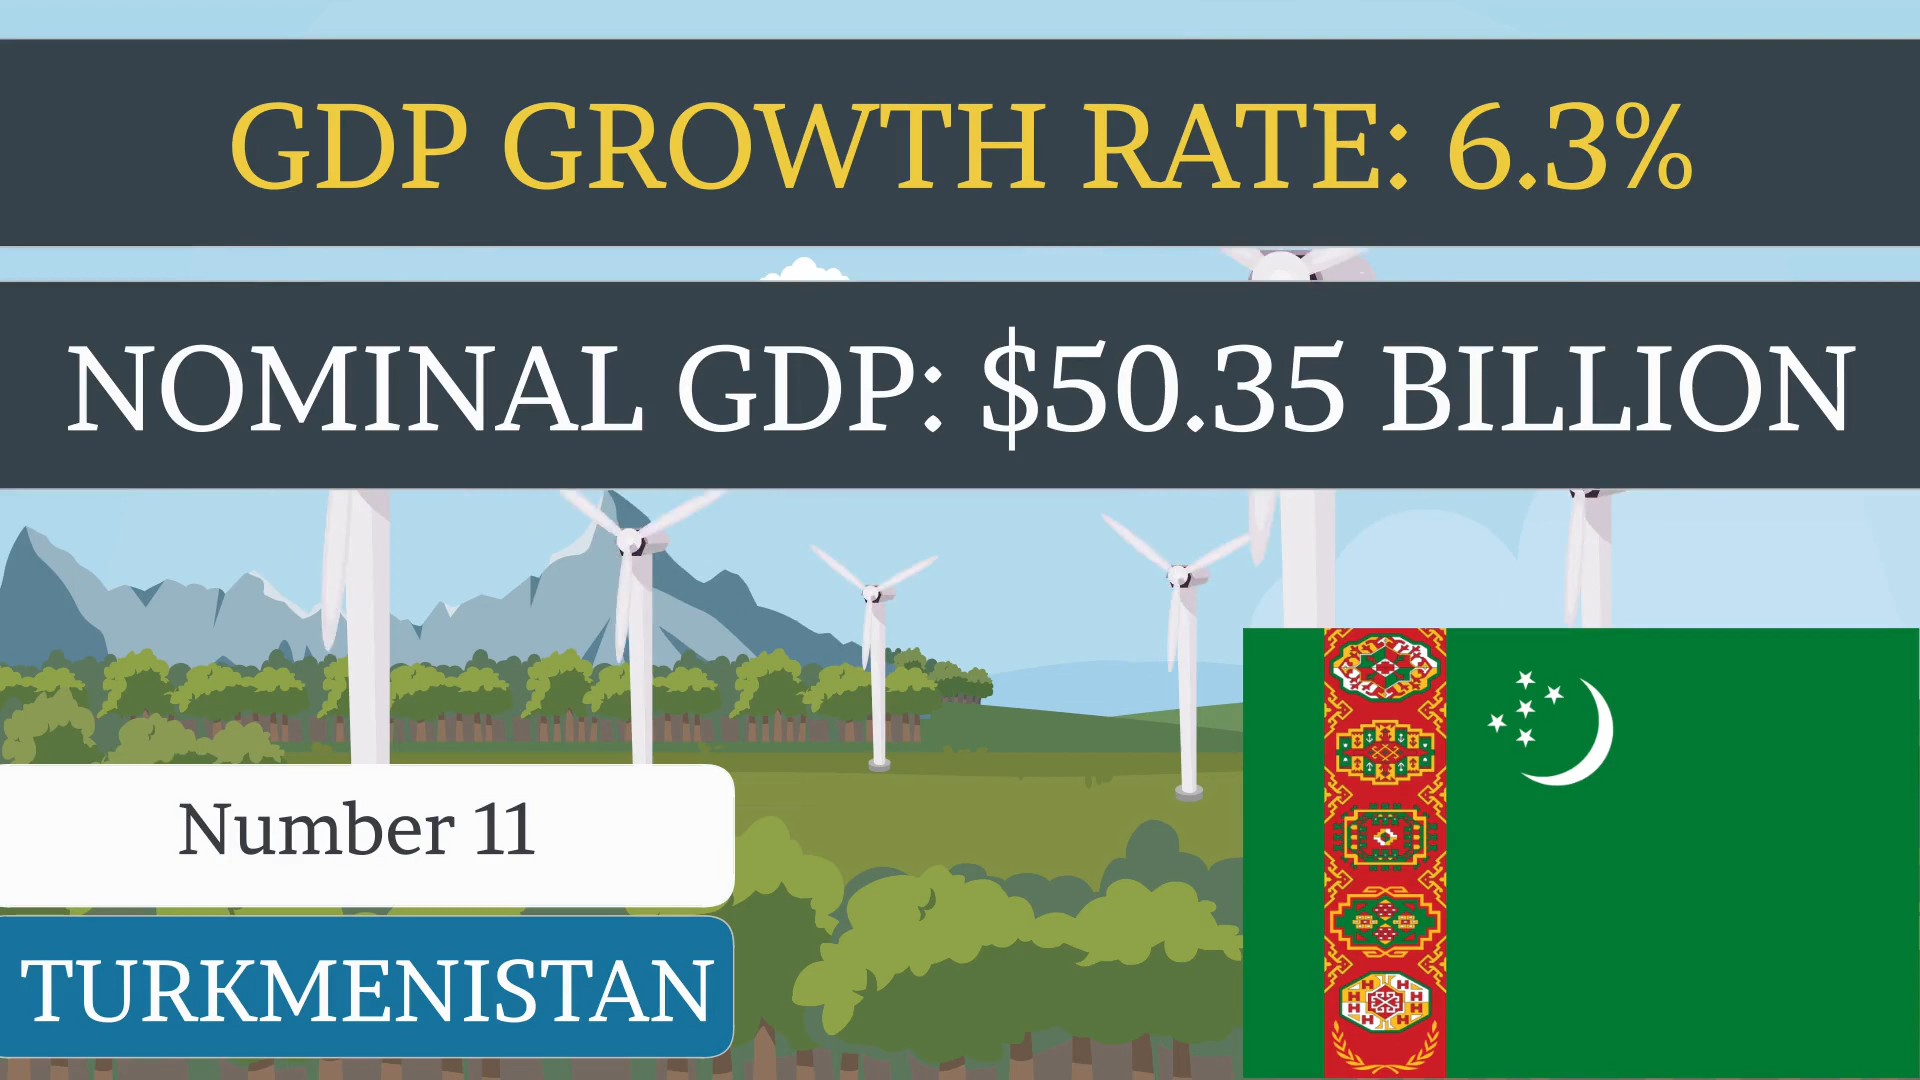 GDP GROWTH RATE: 6.3%
NOMINAL GDP: $50.35 BILLION
Number 11
TURKMENISTAN